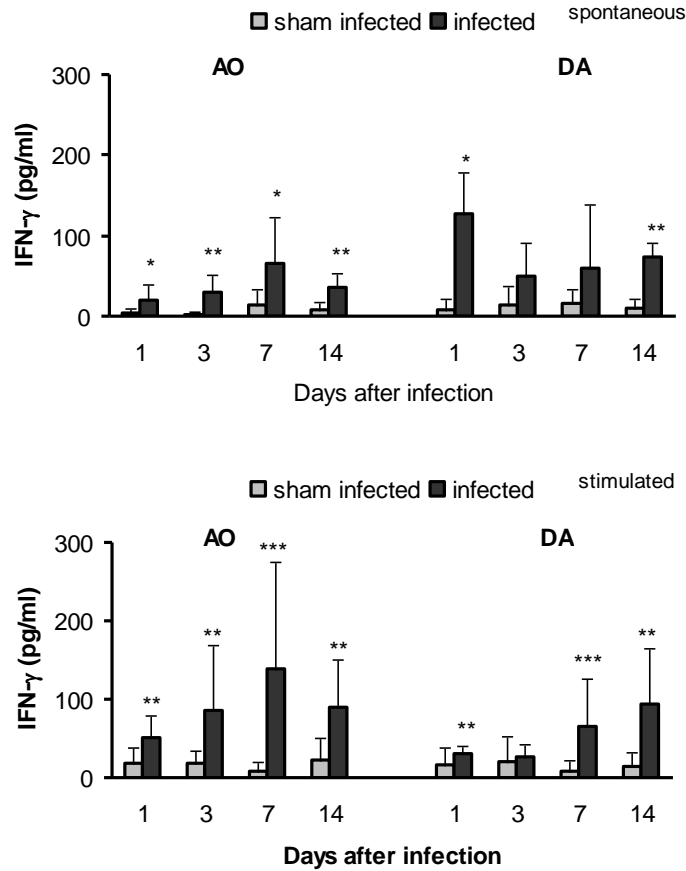 sham infected infected spontaneous
AO DA
IFN-γ (pg/ml)
300
200
100
0
* ** * ** * **
1 3 7 14 1 3 7 14
Days after infection
sham infected infected stimulated
AO DA
IFN-γ (pg/ml)
300
200
100
0
** ** *** ** ** *** **
1 3 7 14 1 3 7 14
Days after infection